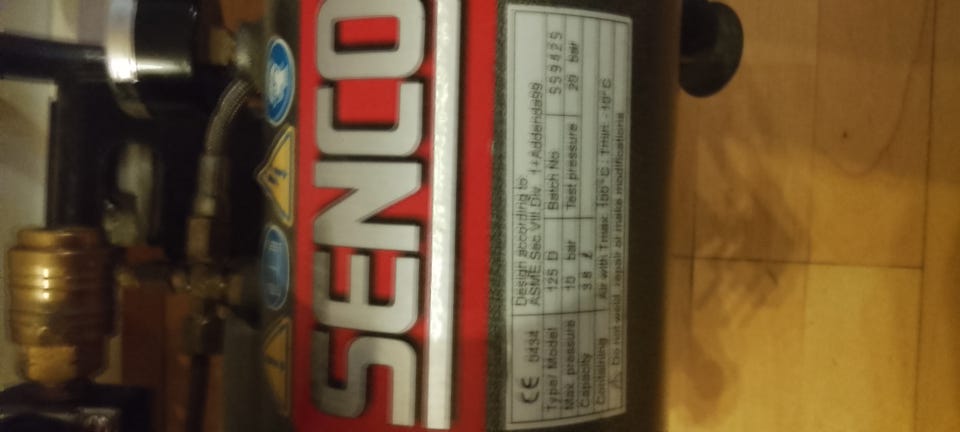 SENCO
CE 0434 Design according to
ASME Sec VIII Div. 1+Addenda99
Type/Model 125 D Batch No 599825
Max. pressure 10 bar Test pressure 20 bar
Capacity 3.8 ℓ
Containing Air with Tmax. 100°C; Tmin. -10°C
Do not weld, repair or make modifications